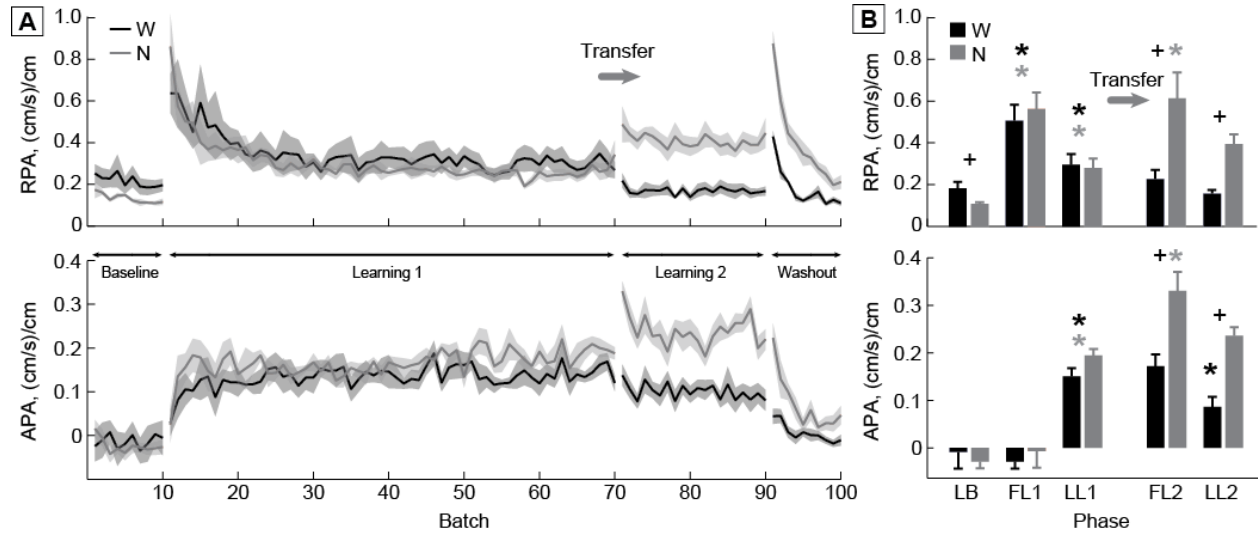 A
W
N
RPA, (cm/s)/cm
1.0
0.8
0.6
0.4
0.2
0
Transfer
Baseline
Learning 1
Learning 2
Washout
APA, (cm/s)/cm
0.4
0.3
0.2
0.1
0
10 20 30 40 50 60 70 80 90 100
Batch
B
W
N
RPA, (cm/s)/cm
1.0
0.8
0.6
0.4
0.2
0
+
*
*
*
*
Transfer
+
*
+
APA, (cm/s)/cm
0.4
0.3
0.2
0.1
0
*
*
+
*
+
*
LB FL1 LL1 FL2 LL2
Phase